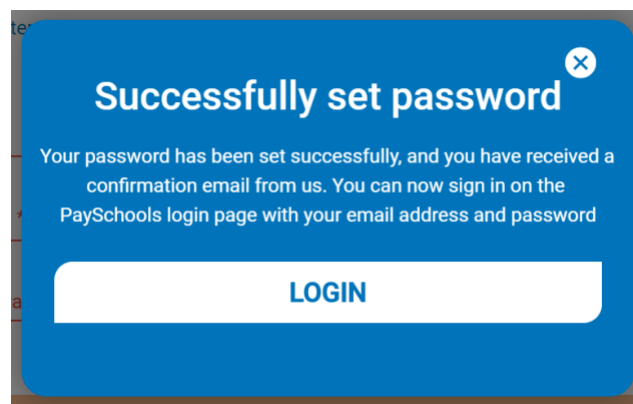 Successfully set password
Your password has been set successfully, and you have received a
confirmation email from us. You can now sign in on the
PaySchools login page with your email address and password
LOGIN